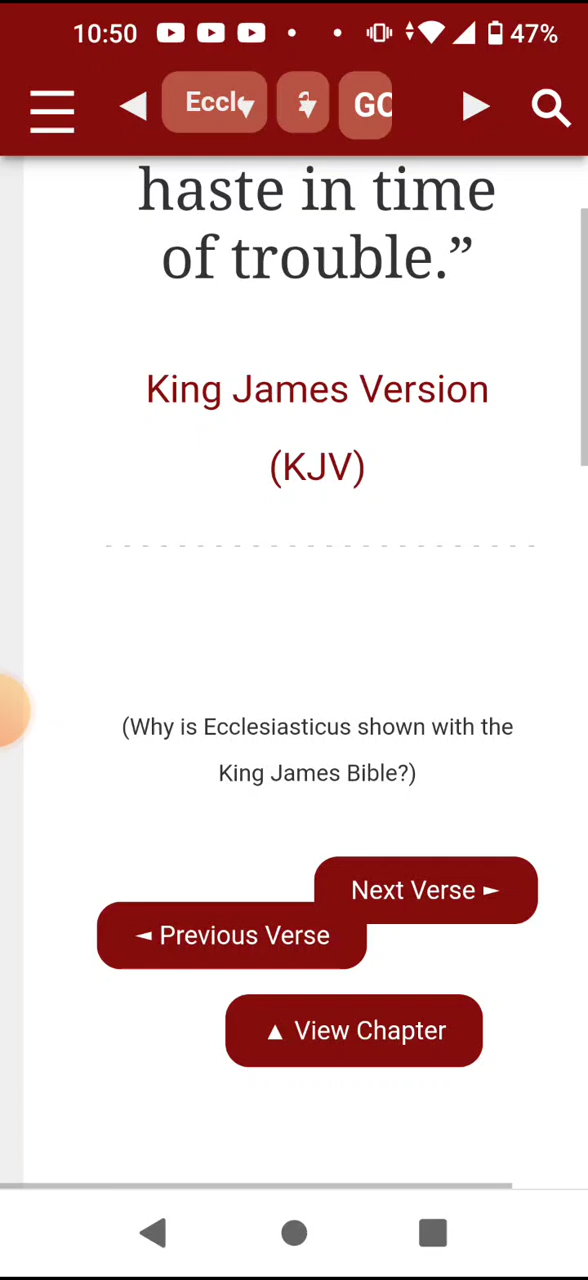 10:50 47%
Eccl GO
haste in time
of trouble.”
King James Version
(KJV)
(Why is Ecclesiasticus shown with the
King James Bible?)
Next Verse ►
◄ Previous Verse
▲ View Chapter